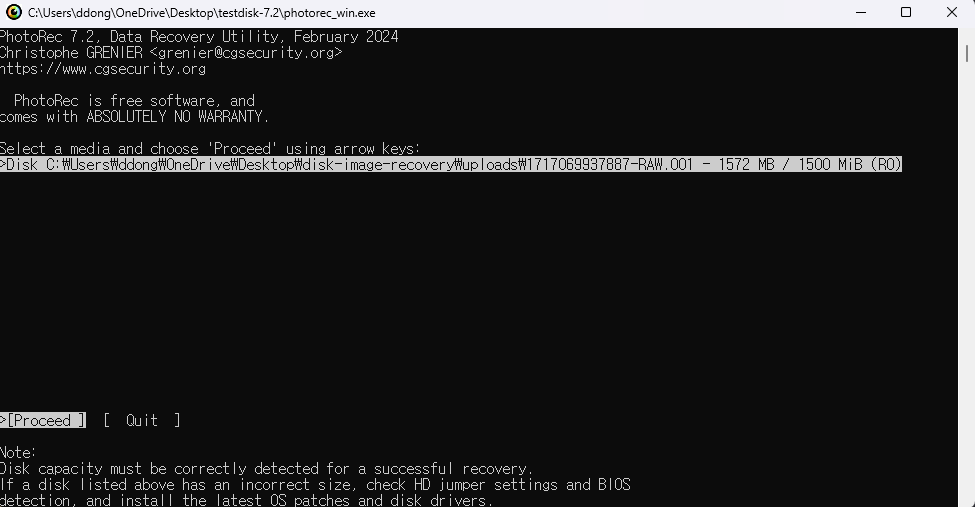 C:\Users\ddong\OneDrive\Desktop\testdisk-7.2\photorec_win.exe
PhotoRec 7.2, Data Recovery Utility, February 2024
Christophe GRENIER <grenier@cgsecurity.org>
https://www.cgsecurity.org
PhotoRec is free software, and
comes with ABSOLUTELY NO WARRANTY.
Select a media and choose 'Proceed' using arrow keys:
>Disk C:₩Users₩ddong₩OneDrive₩Desktop₩disk-image-recovery₩uploads₩1717069937887-RAW.001 - 1572 MB / 1500 MiB (RO)
>[Proceed ]  [  Quit  ]
Note:
Disk capacity must be correctly detected for a successful recovery.
If a disk listed above has an incorrect size, check HD jumper settings and BIOS
detection, and install the latest OS patches and disk drivers.